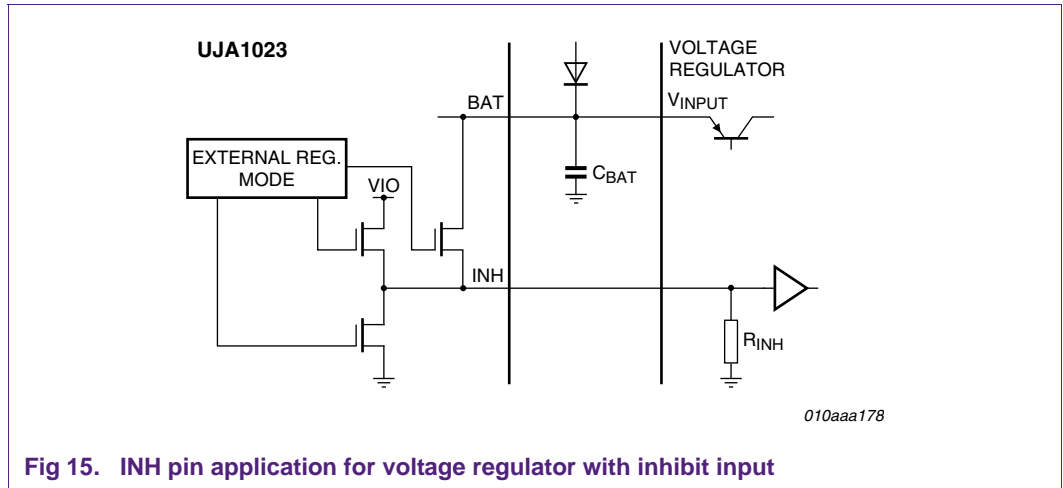 UJA1023
VOLTAGE
REGULATOR
BAT
VINPUT
EXTERNAL REG.
MODE
VIO
CBAT
INH
RINH
010aaa178
Fig 15. INH pin application for voltage regulator with inhibit input